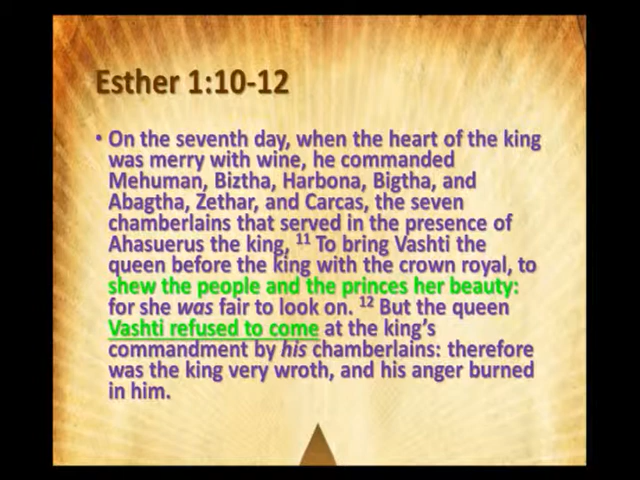 Esther 1:10-12
• On the seventh day, when the heart of the king
was merry with wine, he commanded
Mehuman, Biztha, Harbona, Bigtha, and
Abagtha, Zethar, and Carcas, the seven
chamberlains that served in the presence of
Ahasuerus the king, 11 To bring Vashti the
queen before the king with the crown royal, to
shew the people and the princes her beauty:
for she was fair to look on. 12 But the queen
Vashti refused to come at the king's
commandment by his chamberlains: therefore
was the king very wroth, and his anger burned
in him.